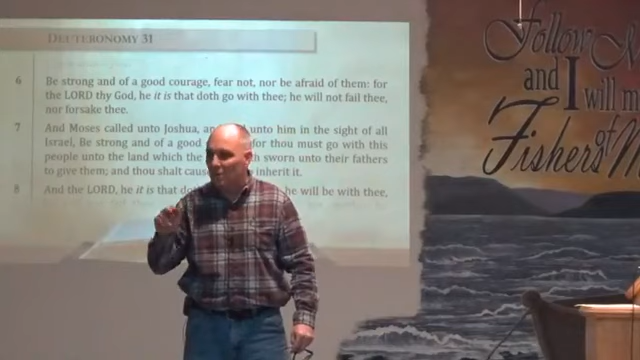 DEUTERONOMY 31
6 Be strong and of a good courage, fear not, nor be afraid of them: for
the LORD thy God, he it is that doth go with thee; he will not fail thee,
nor forsake thee.
7 And Moses called unto Joshua, and unto him in the sight of all
Israel, Be strong and of a good for thou must go with this
people unto the land which the sworn unto their fathers
to give them; and thou shalt cause inherit it.
8 And the LORD, he it is that he will be with thee,
Follow
and I will
Fishers
of